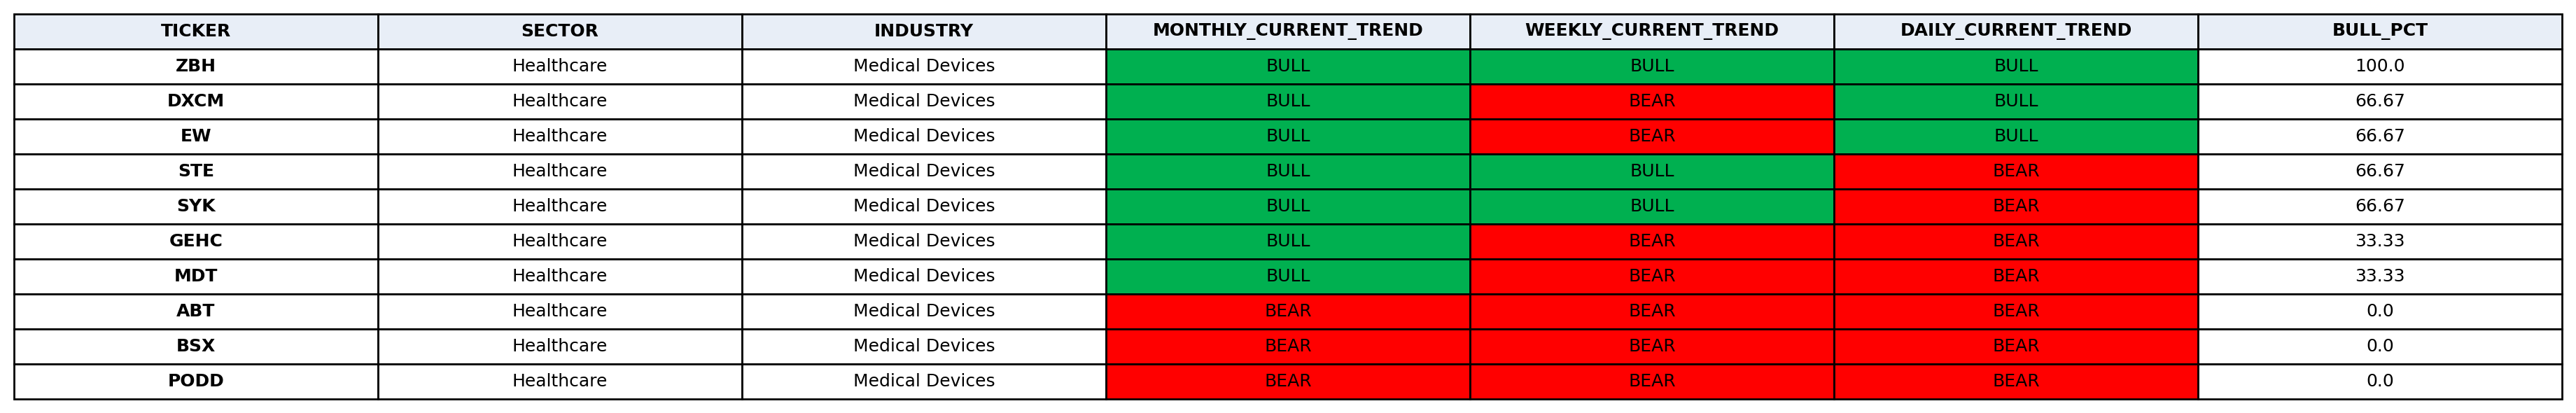 TICKER SECTOR INDUSTRY MONTHLY_CURRENT_TREND WEEKLY_CURRENT_TREND DAILY_CURRENT_TREND BULL_PCT
ZBH Healthcare Medical Devices BULL BULL BULL 100.0
DXCM Healthcare Medical Devices BULL BEAR BULL 66.67
EW Healthcare Medical Devices BULL BEAR BULL 66.67
STE Healthcare Medical Devices BULL BULL BEAR 66.67
SYK Healthcare Medical Devices BULL BULL BEAR 66.67
GEHC Healthcare Medical Devices BULL BEAR BEAR 33.33
MDT Healthcare Medical Devices BULL BEAR BEAR 33.33
ABT Healthcare Medical Devices BEAR BEAR BEAR 0.0
BSX Healthcare Medical Devices BEAR BEAR BEAR 0.0
PODD Healthcare Medical Devices BEAR BEAR BEAR 0.0